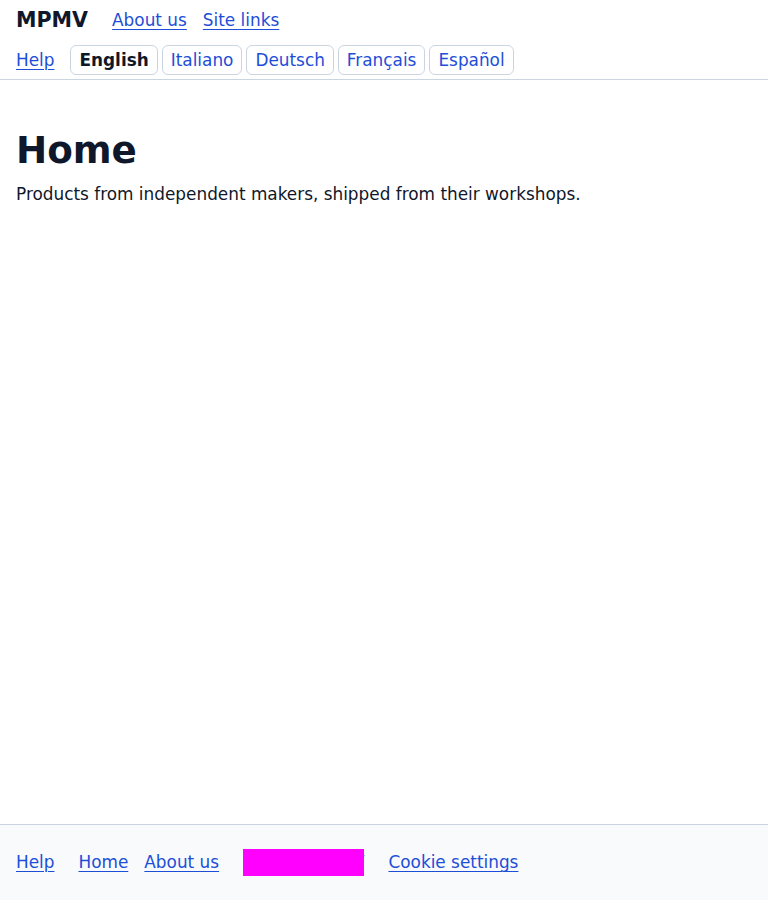 MPMV About us Site links
Help English Italiano Deutsch Français Español
Home
Products from independent makers, shipped from their workshops.
Help Home About us Cookie settings